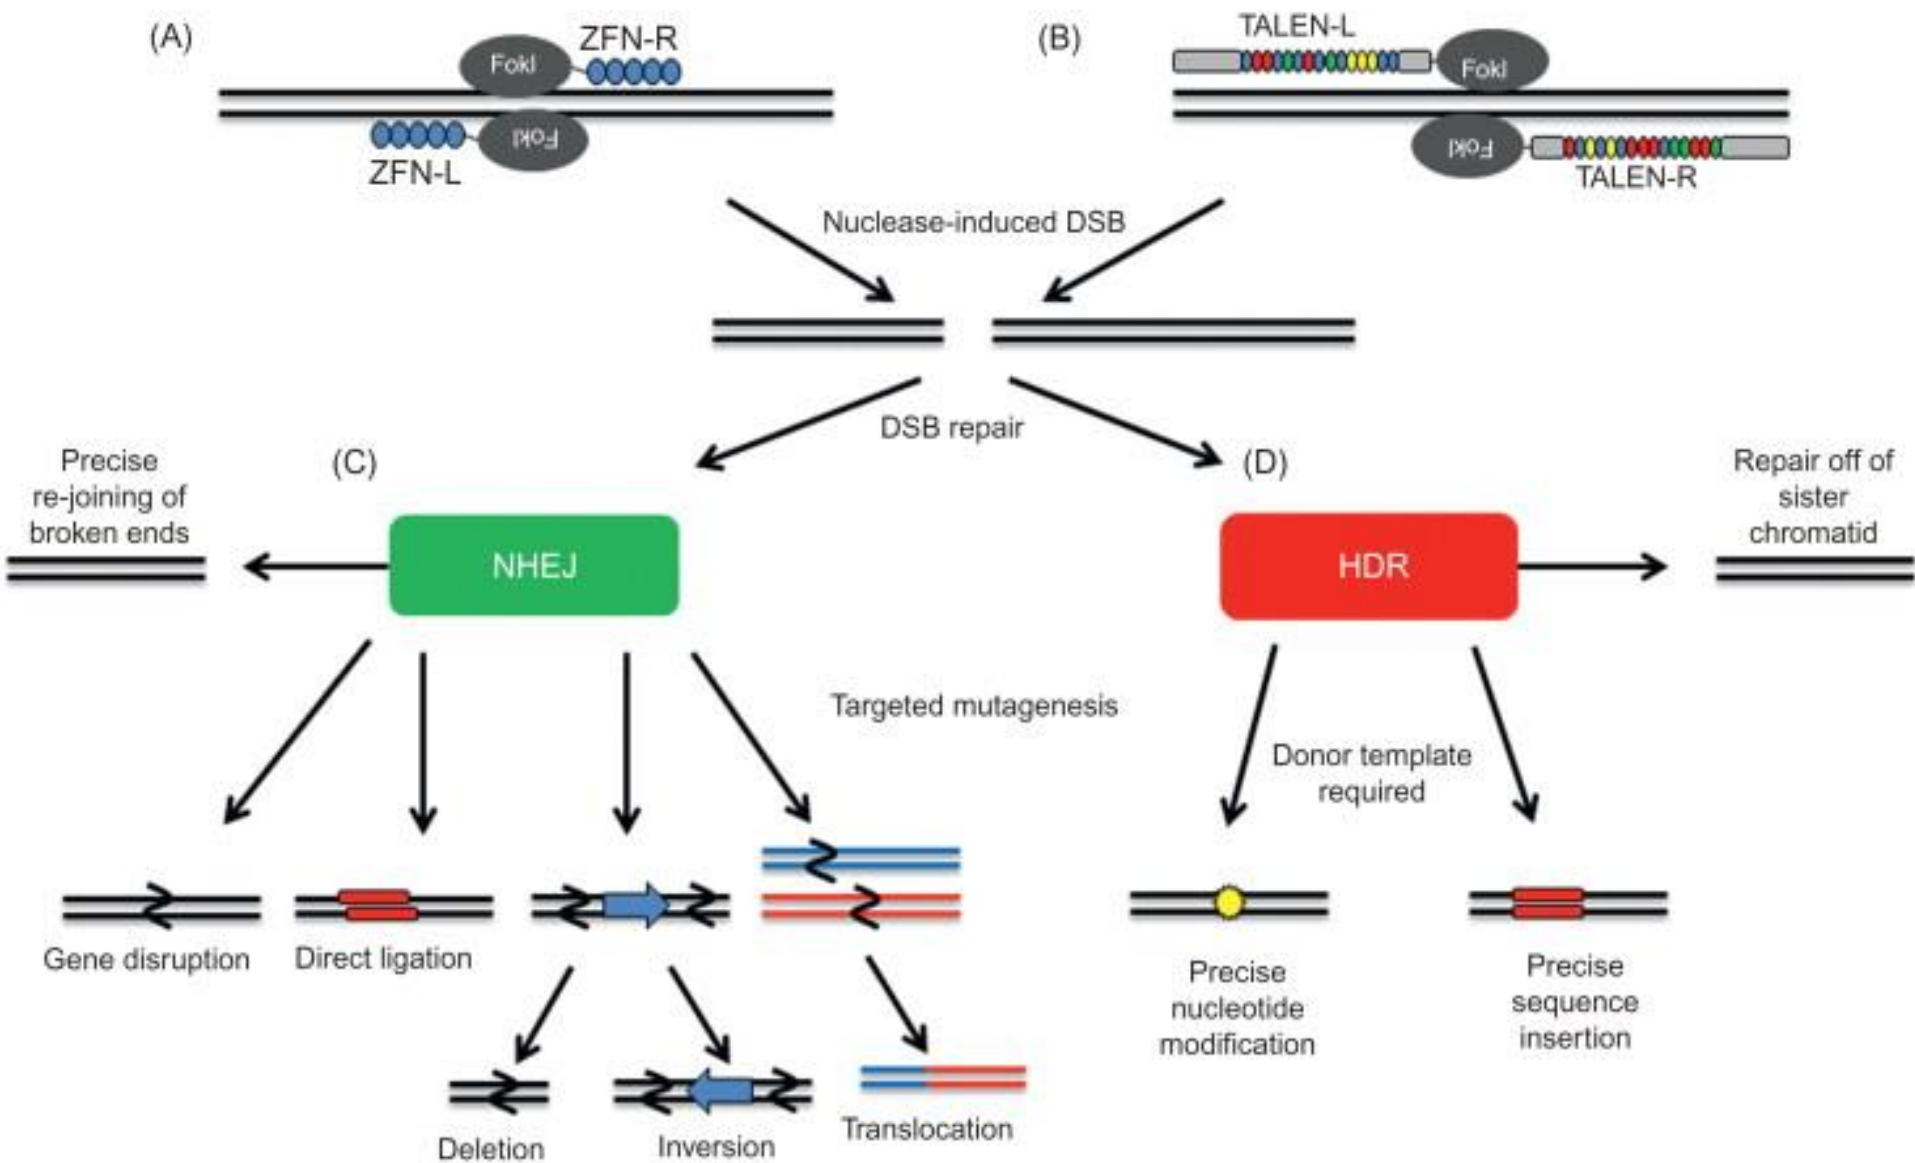 (A)
ZFN-R
FokI
FokI
ZFN-L
(B)
TALEN-L
FokI
FokI
TALEN-R
Nuclease-induced DSB
DSB repair
Precise
re-joining of
broken ends
(C)
NHEJ
(D)
HDR
Repair off of
sister
chromatid
Targeted mutagenesis
Donor template
required
Gene disruption
Direct ligation
Deletion
Inversion
Translocation
Precise
nucleotide
modification
Precise
sequence
insertion